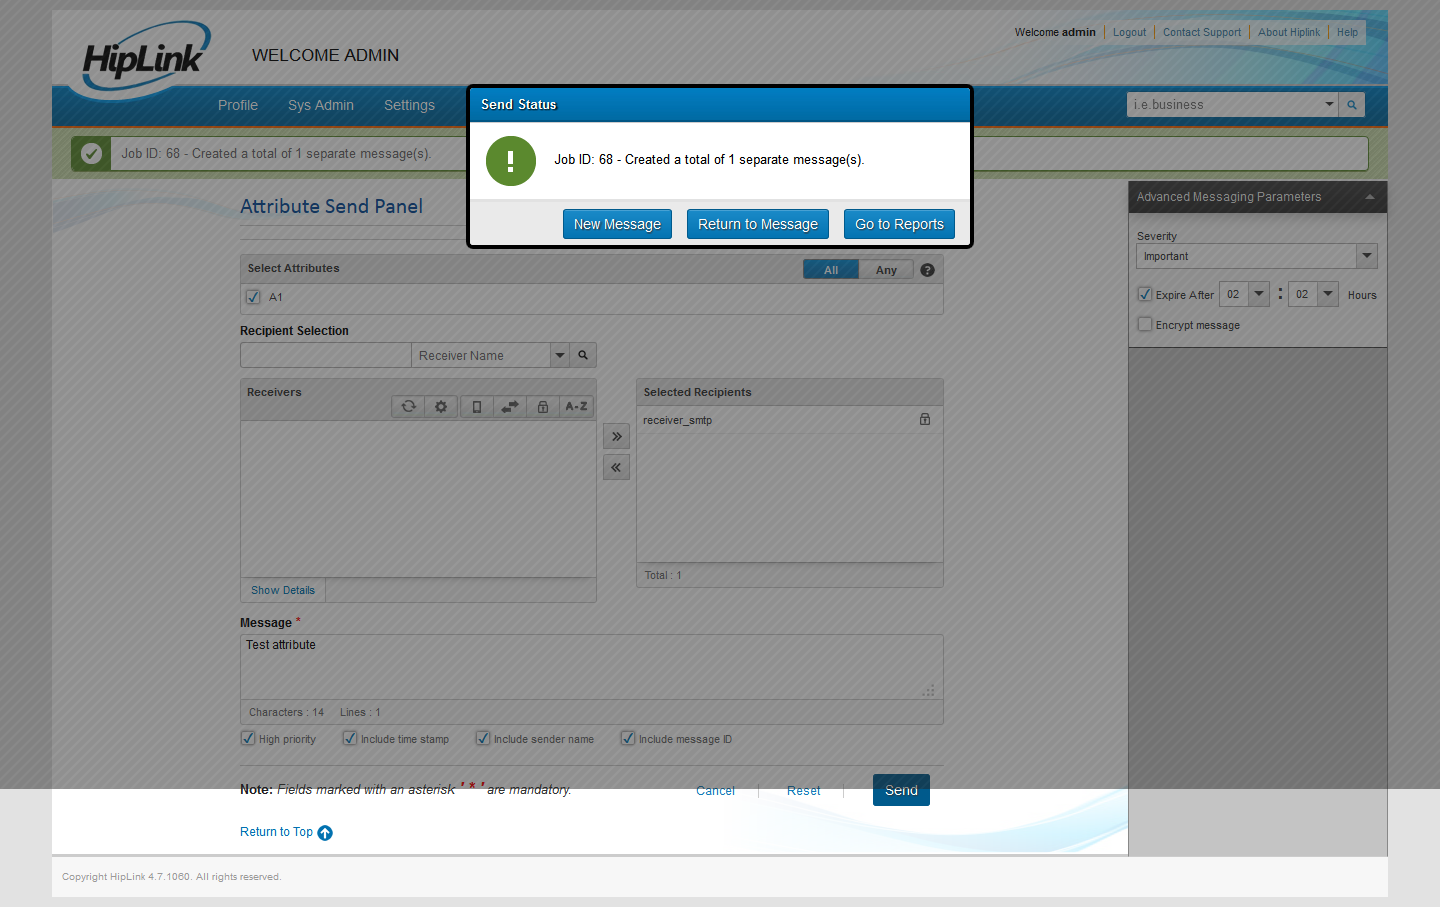 HipLink
WELCOME ADMIN
Welcome admin Logout Contact Support About Hiplink Help
Profile Sys Admin Settings
i.e.business
Send Status
Job ID: 68 - Created a total of 1 separate message(s).
New Message Return to Message Go to Reports
Job ID: 68 - Created a total of 1 separate message(s).
Attribute Send Panel
Select Attributes All Any ?
A1
Recipient Selection
Receiver Name
Receivers
A-Z
Selected Recipients
receiver_smtp
Show Details
Total : 1
Message *
Test attribute
Characters : 14 Lines : 1
High priority Include time stamp Include sender name Include message ID
Note: Fields marked with an asterisk ' * ' are mandatory.
Cancel Reset Send
Return to Top
Advanced Messaging Parameters
Severity
Important
Expire After 02 : 02 Hours
Encrypt message
Copyright HipLink 4.7.1060. All rights reserved.